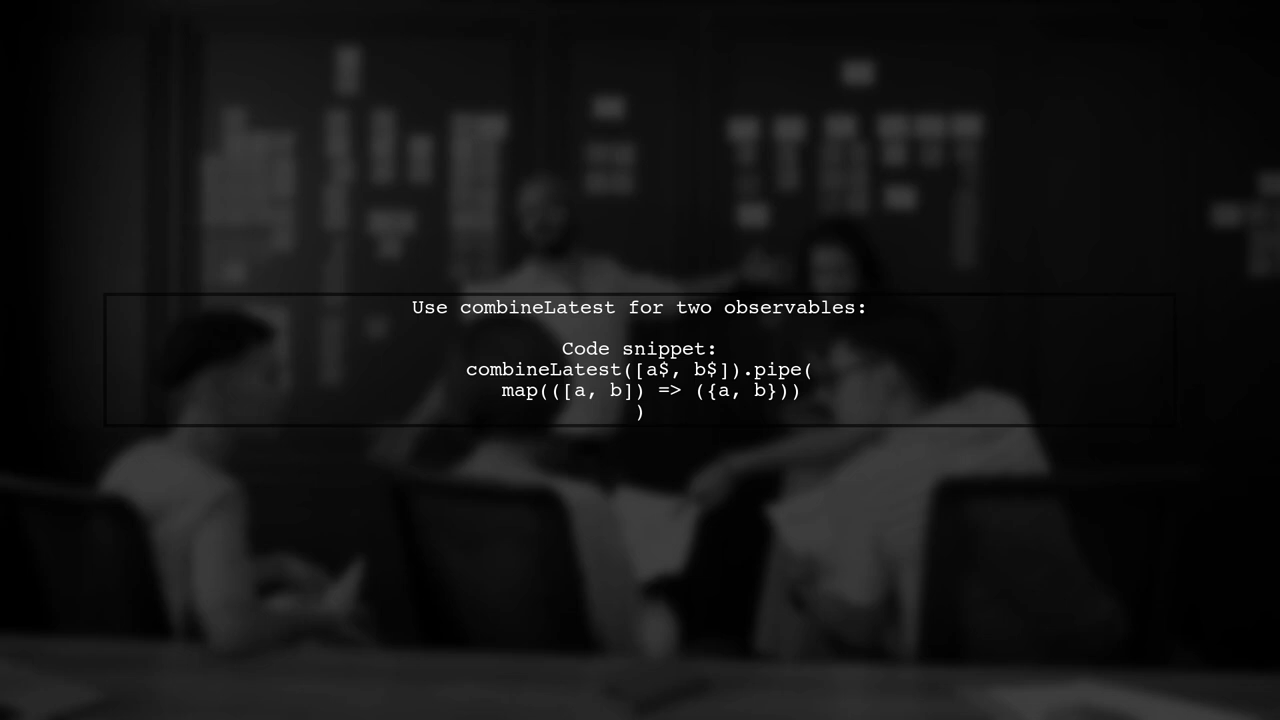 Use combineLatest for two observables:
Code snippet:
combineLatest([a$, b$]).pipe(
map(([a, b]) => ({a, b}))
)